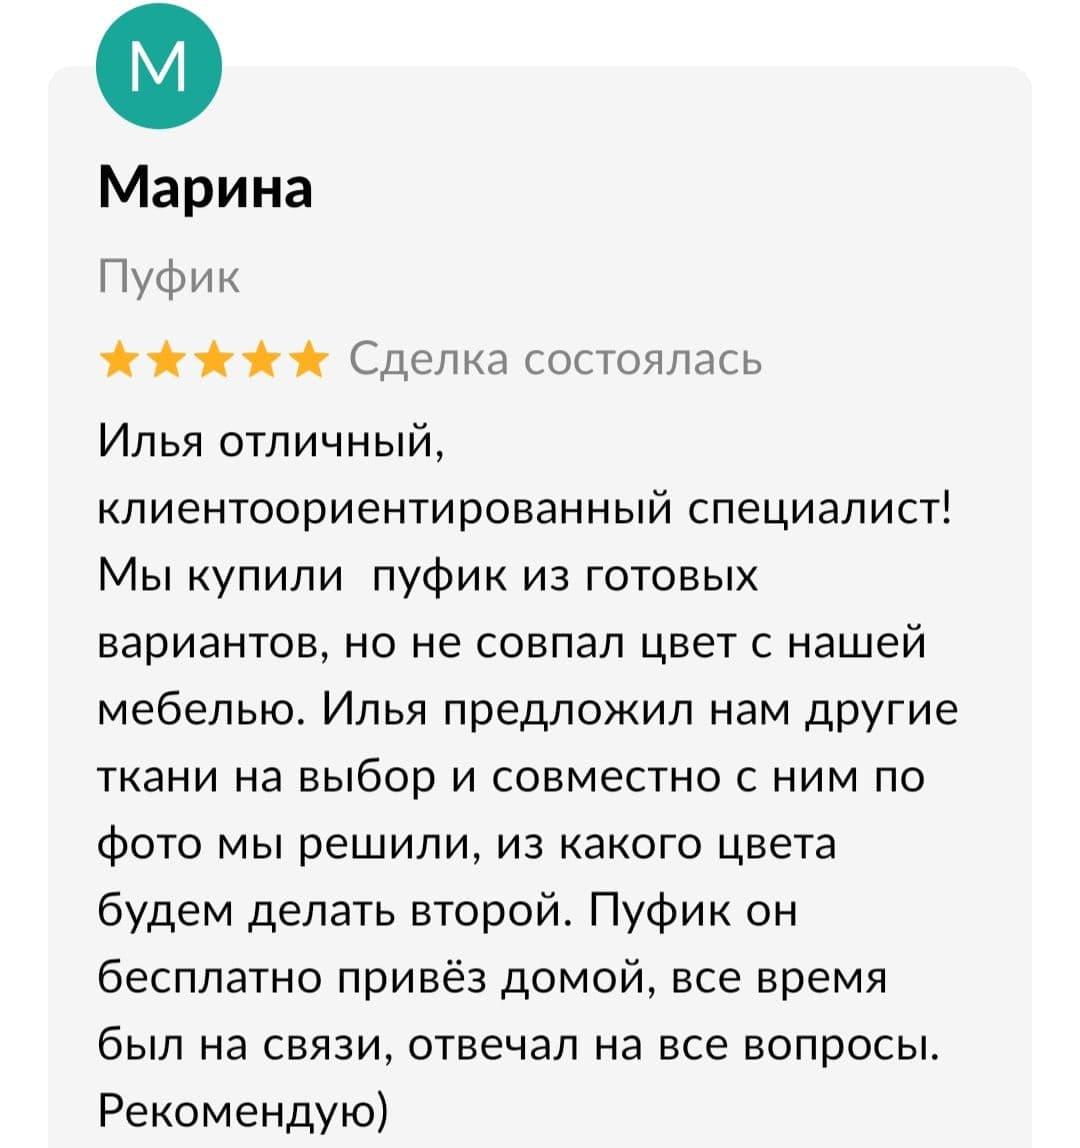 М
Марина
Пуфик
Сделка состоялась
Илья отличный,
клиентоориентированный специалист!
Мы купили  пуфик из готовых
вариантов, но не совпал цвет с нашей
мебелью. Илья предложил нам другие
ткани на выбор и совместно с ним по
фото мы решили, из какого цвета
будем делать второй. Пуфик он
бесплатно привёз домой, все время
был на связи, отвечал на все вопросы.
Рекомендую)